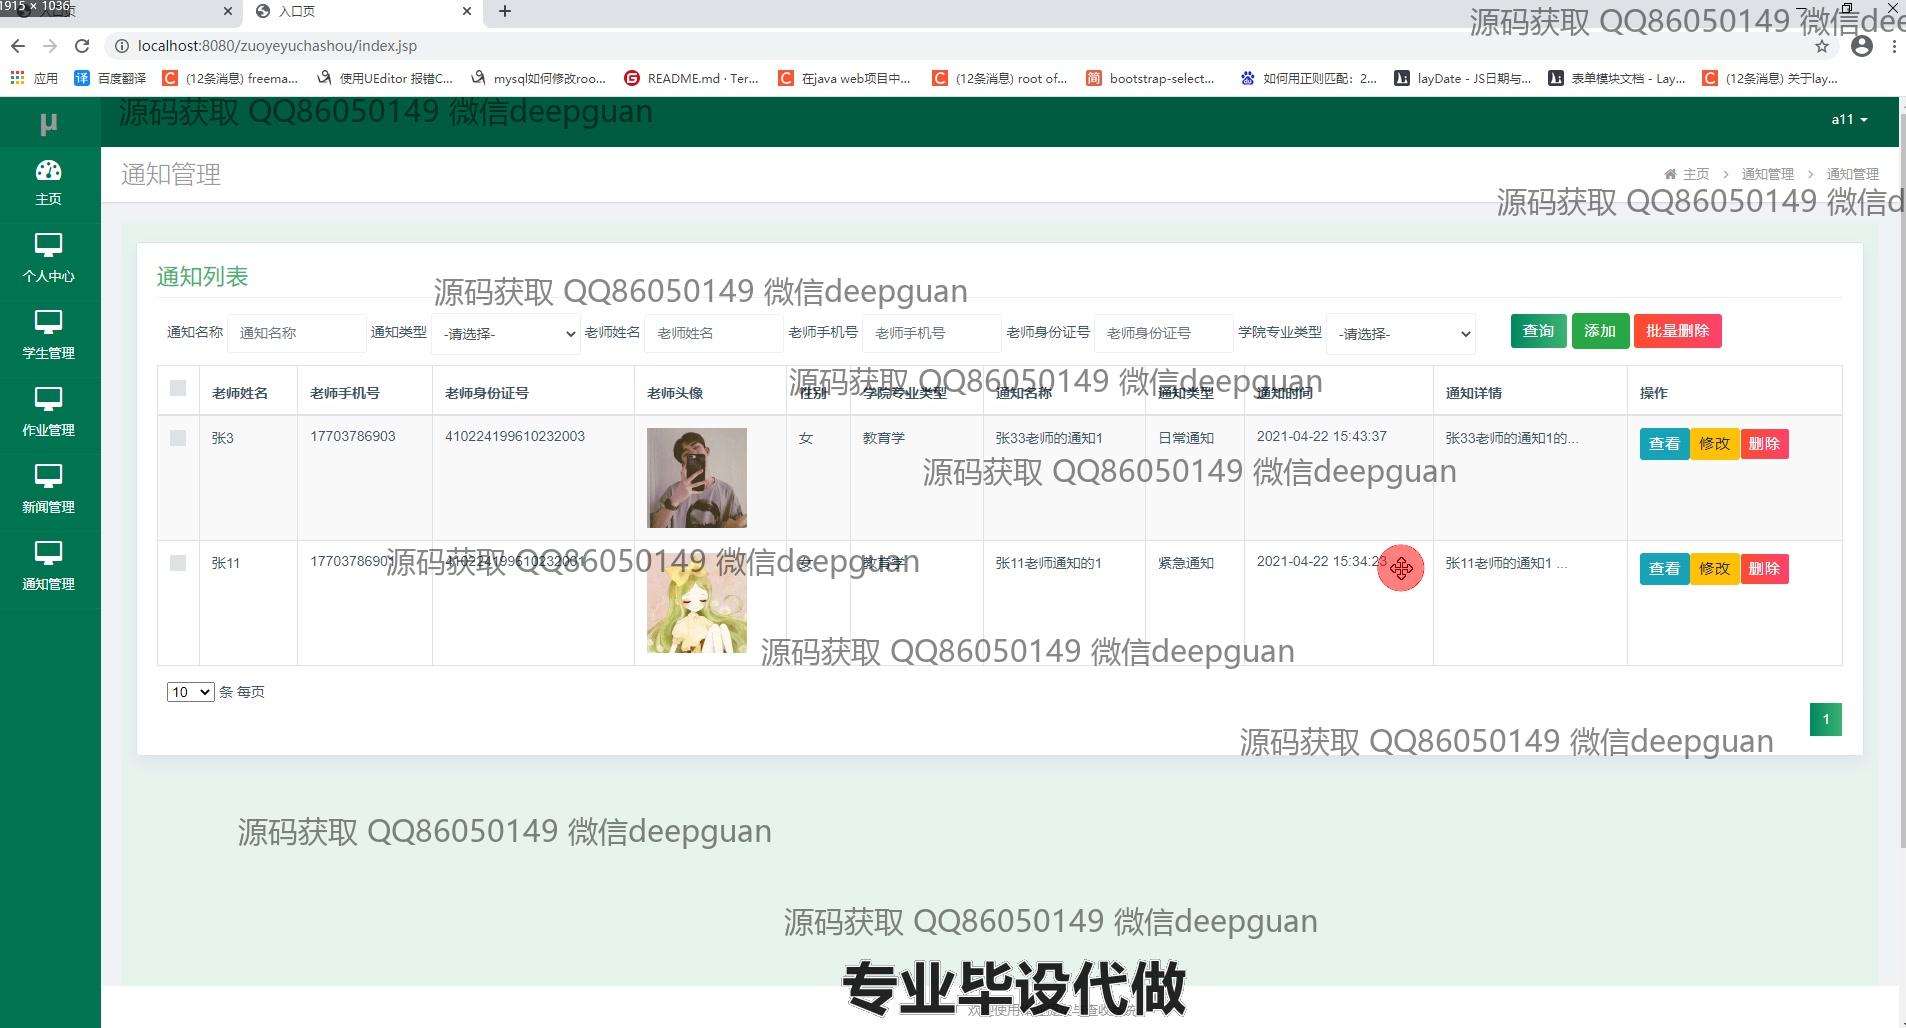 1915 × 1036
入口页
入口页
localhost:8080/zuoyeyuchashou/index.jsp
源码获取 QQ86050149 微信deepguan
应用 百度翻译 (12条消息) freema... 使用UEditor 报错C... mysql如何修改roo... README.md · Ter... 在java web项目中... (12条消息) root of... bootstrap-select... 如何用正则匹配：2... layDate - JS日期与... 表单模块文档 - Lay... (12条消息) 关于lay...
μ
源码获取 QQ86050149 微信deepguan
a11
主页
个人中心
学生管理
作业管理
新闻管理
通知管理
通知管理
主页 > 通知管理 > 通知管理
源码获取 QQ86050149 微信d
通知列表
源码获取 QQ86050149 微信deepguan
通知名称 通知名称 通知类型 -请选择- 老师姓名 老师姓名 老师手机号 老师手机号 老师身份证号 老师身份证号 学院专业类型 -请选择- 查询 添加 批量删除
源码获取 QQ86050149 微信deepguan
老师姓名 老师手机号 老师身份证号 老师头像 性别 学院专业类型 通知名称 通知类型 通知时间 通知详情 操作
张3 17703786903 410224199610232003 女 教育学 张33老师的通知1 日常通知 2021-04-22 15:43:37 张33老师的通知1的... 查看 修改 删除
源码获取 QQ86050149 微信deepguan
张11 17703786901 410224199610232001 女 教育学 张11老师通知的1 紧急通知 2021-04-22 15:34:23 张11老师的通知1 ... 查看 修改 删除
源码获取 QQ86050149 微信deepguan
源码获取 QQ86050149 微信deepguan
10 条 每页
1
源码获取 QQ86050149 微信deepguan
源码获取 QQ86050149 微信deepguan
源码获取 QQ86050149 微信deepguan
专业毕设代做